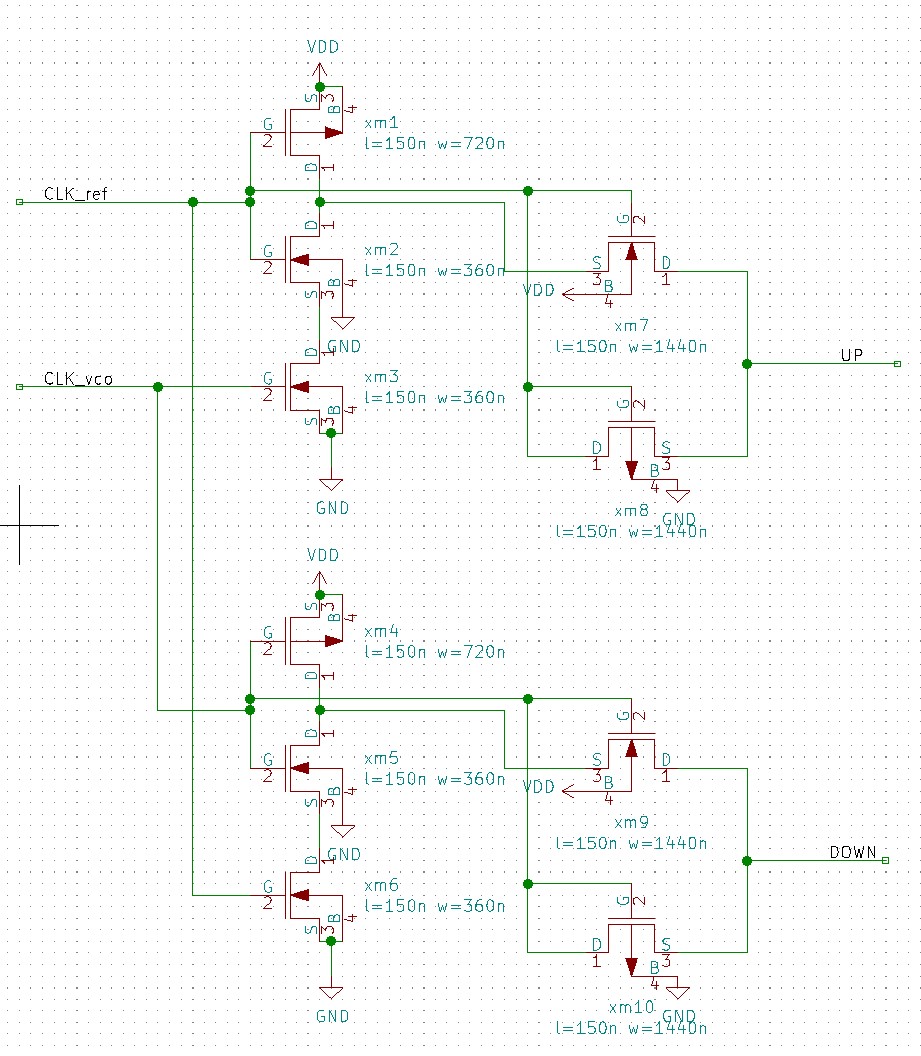 VDD
S 3 B 4
G 2
xm1
l=150n w=720n
D 1
CLK_ref
D 1
G 2
xm2
l=150n w=360n
S 3 B 4
GND
G 2
S 3
D 1
VDD
B 4
xm7
l=150n w=1440n
UP
D 1
CLK_vco
G 2
xm3
l=150n w=360n
S 3 B 4
GND
G 2
D 1
S 3
B 4
xm8
GND
l=150n w=1440n
VDD
S 3 B 4
G 2
xm4
l=150n w=720n
D 1
D 1
G 2
xm5
l=150n w=360n
S 3 B 4
GND
G 2
S 3
D 1
VDD
B 4
xm9
l=150n w=1440n
DOWN
D 1
G 2
xm6
l=150n w=360n
S 3 B 4
GND
G 2
D 1
S 3
B 4
xm10
GND
l=150n w=1440n